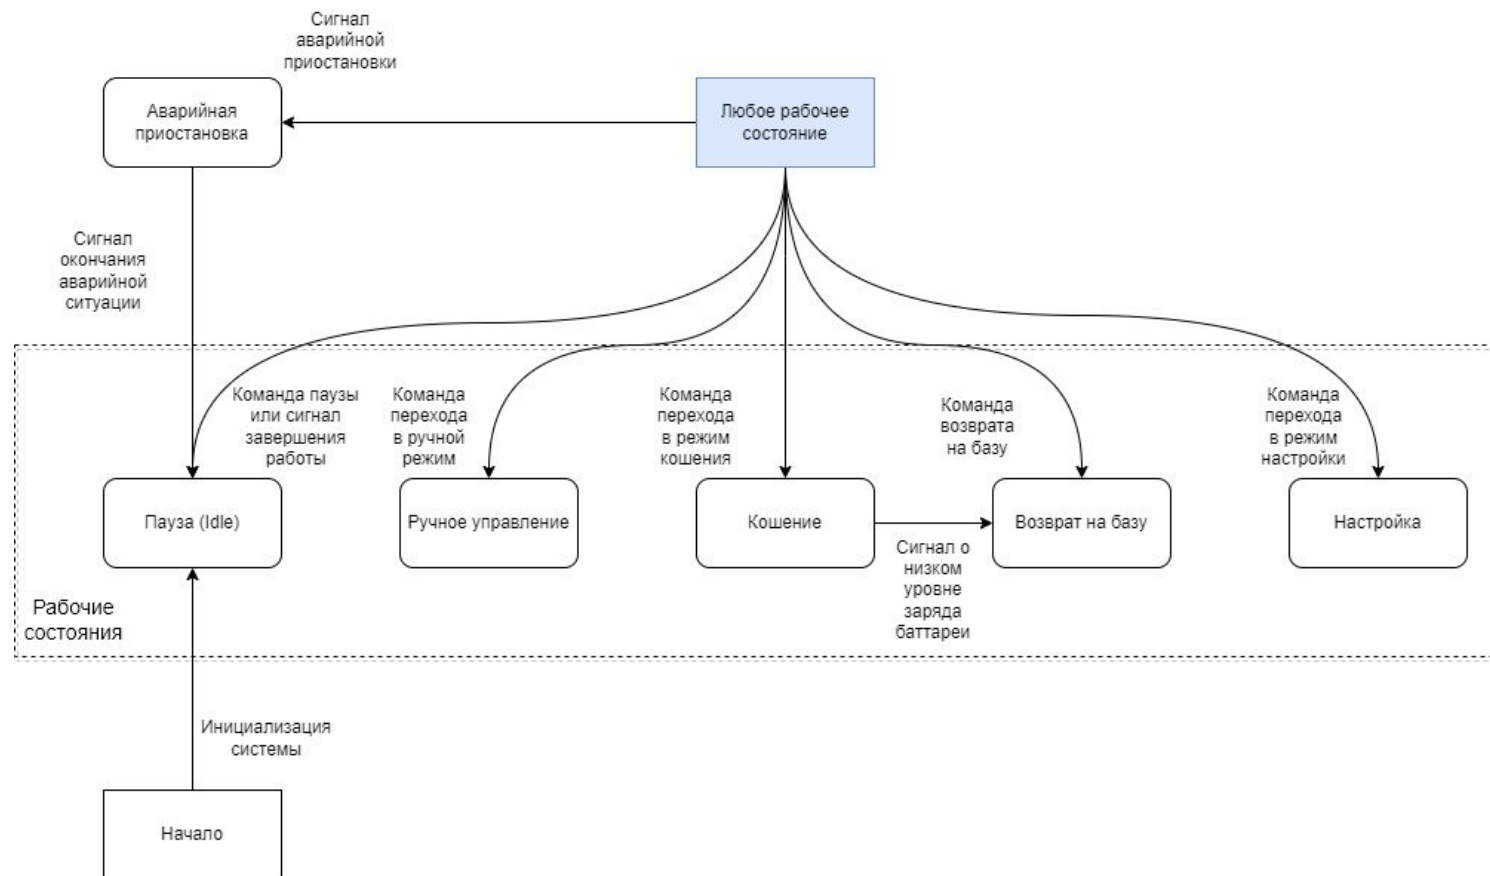 Сигнал
аварийной
приостановки
Аварийная
приостановка
Любое рабочее
состояние
Сигнал
окончания
аварийной
ситуации
Команда паузы
или сигнал
завершения
работы
Команда
перехода
в ручной
режим
Команда
перехода
в режим
кошения
Команда
возврата
на базу
Команда
перехода
в режим
настройки
Пауза (Idle)
Ручное управление
Кошение
Возврат на базу
Настройка
Сигнал о
низком
уровне
заряда
баттареи
Рабочие
состояния
Инициализация
системы
Начало